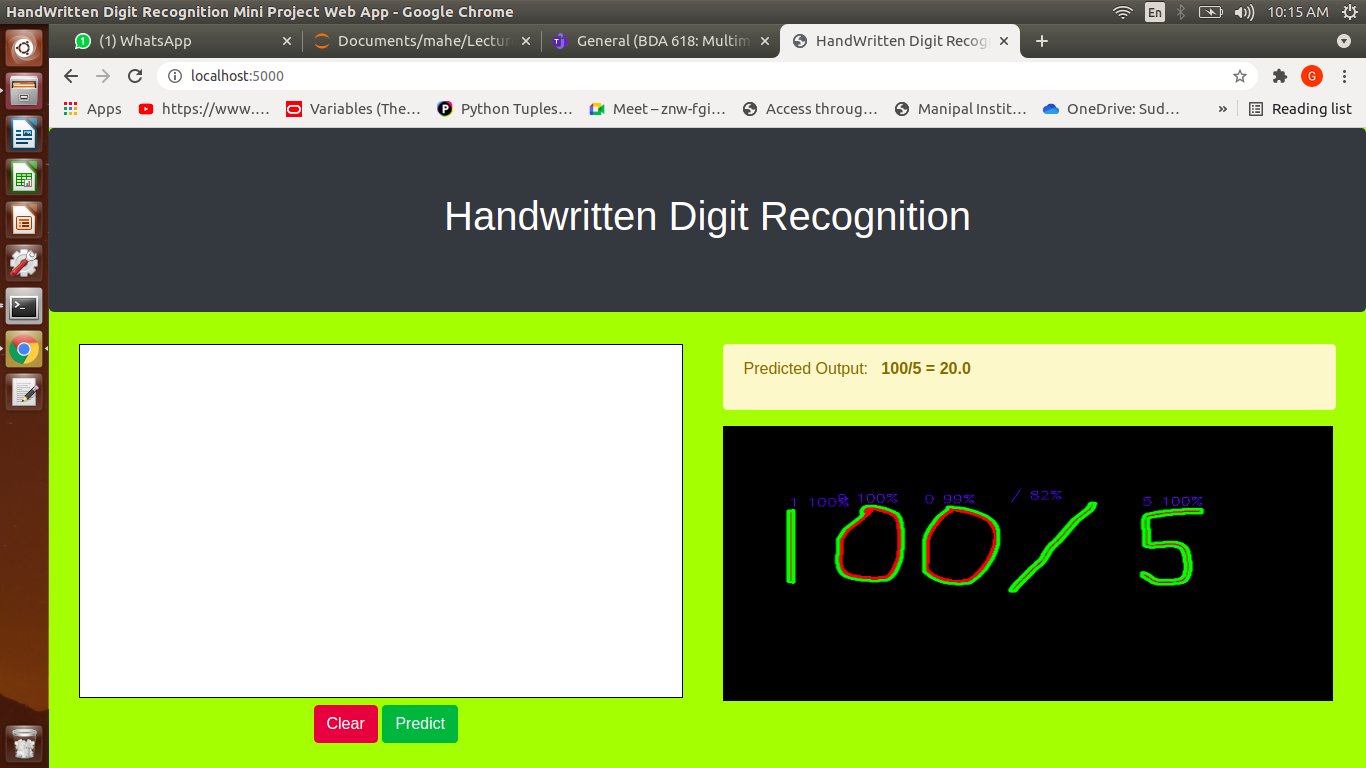 HandWritten Digit Recognition Mini Project Web App - Google Chrome
En
10:15 AM
(1) WhatsApp
Documents/mahe/Lectur
General (BDA 618: Multim
HandWritten Digit Recog
localhost:5000
G
Apps
https://www....
Variables (The...
Python Tuples...
Meet – znw-fgi...
Access throug...
Manipal Instit...
OneDrive: Sud...
»
Reading list
Handwritten Digit Recognition
Predicted Output: 100/5 = 20.0
1 100% 0 100% 0 99% / 82% 5 100%
100/5
Clear
Predict